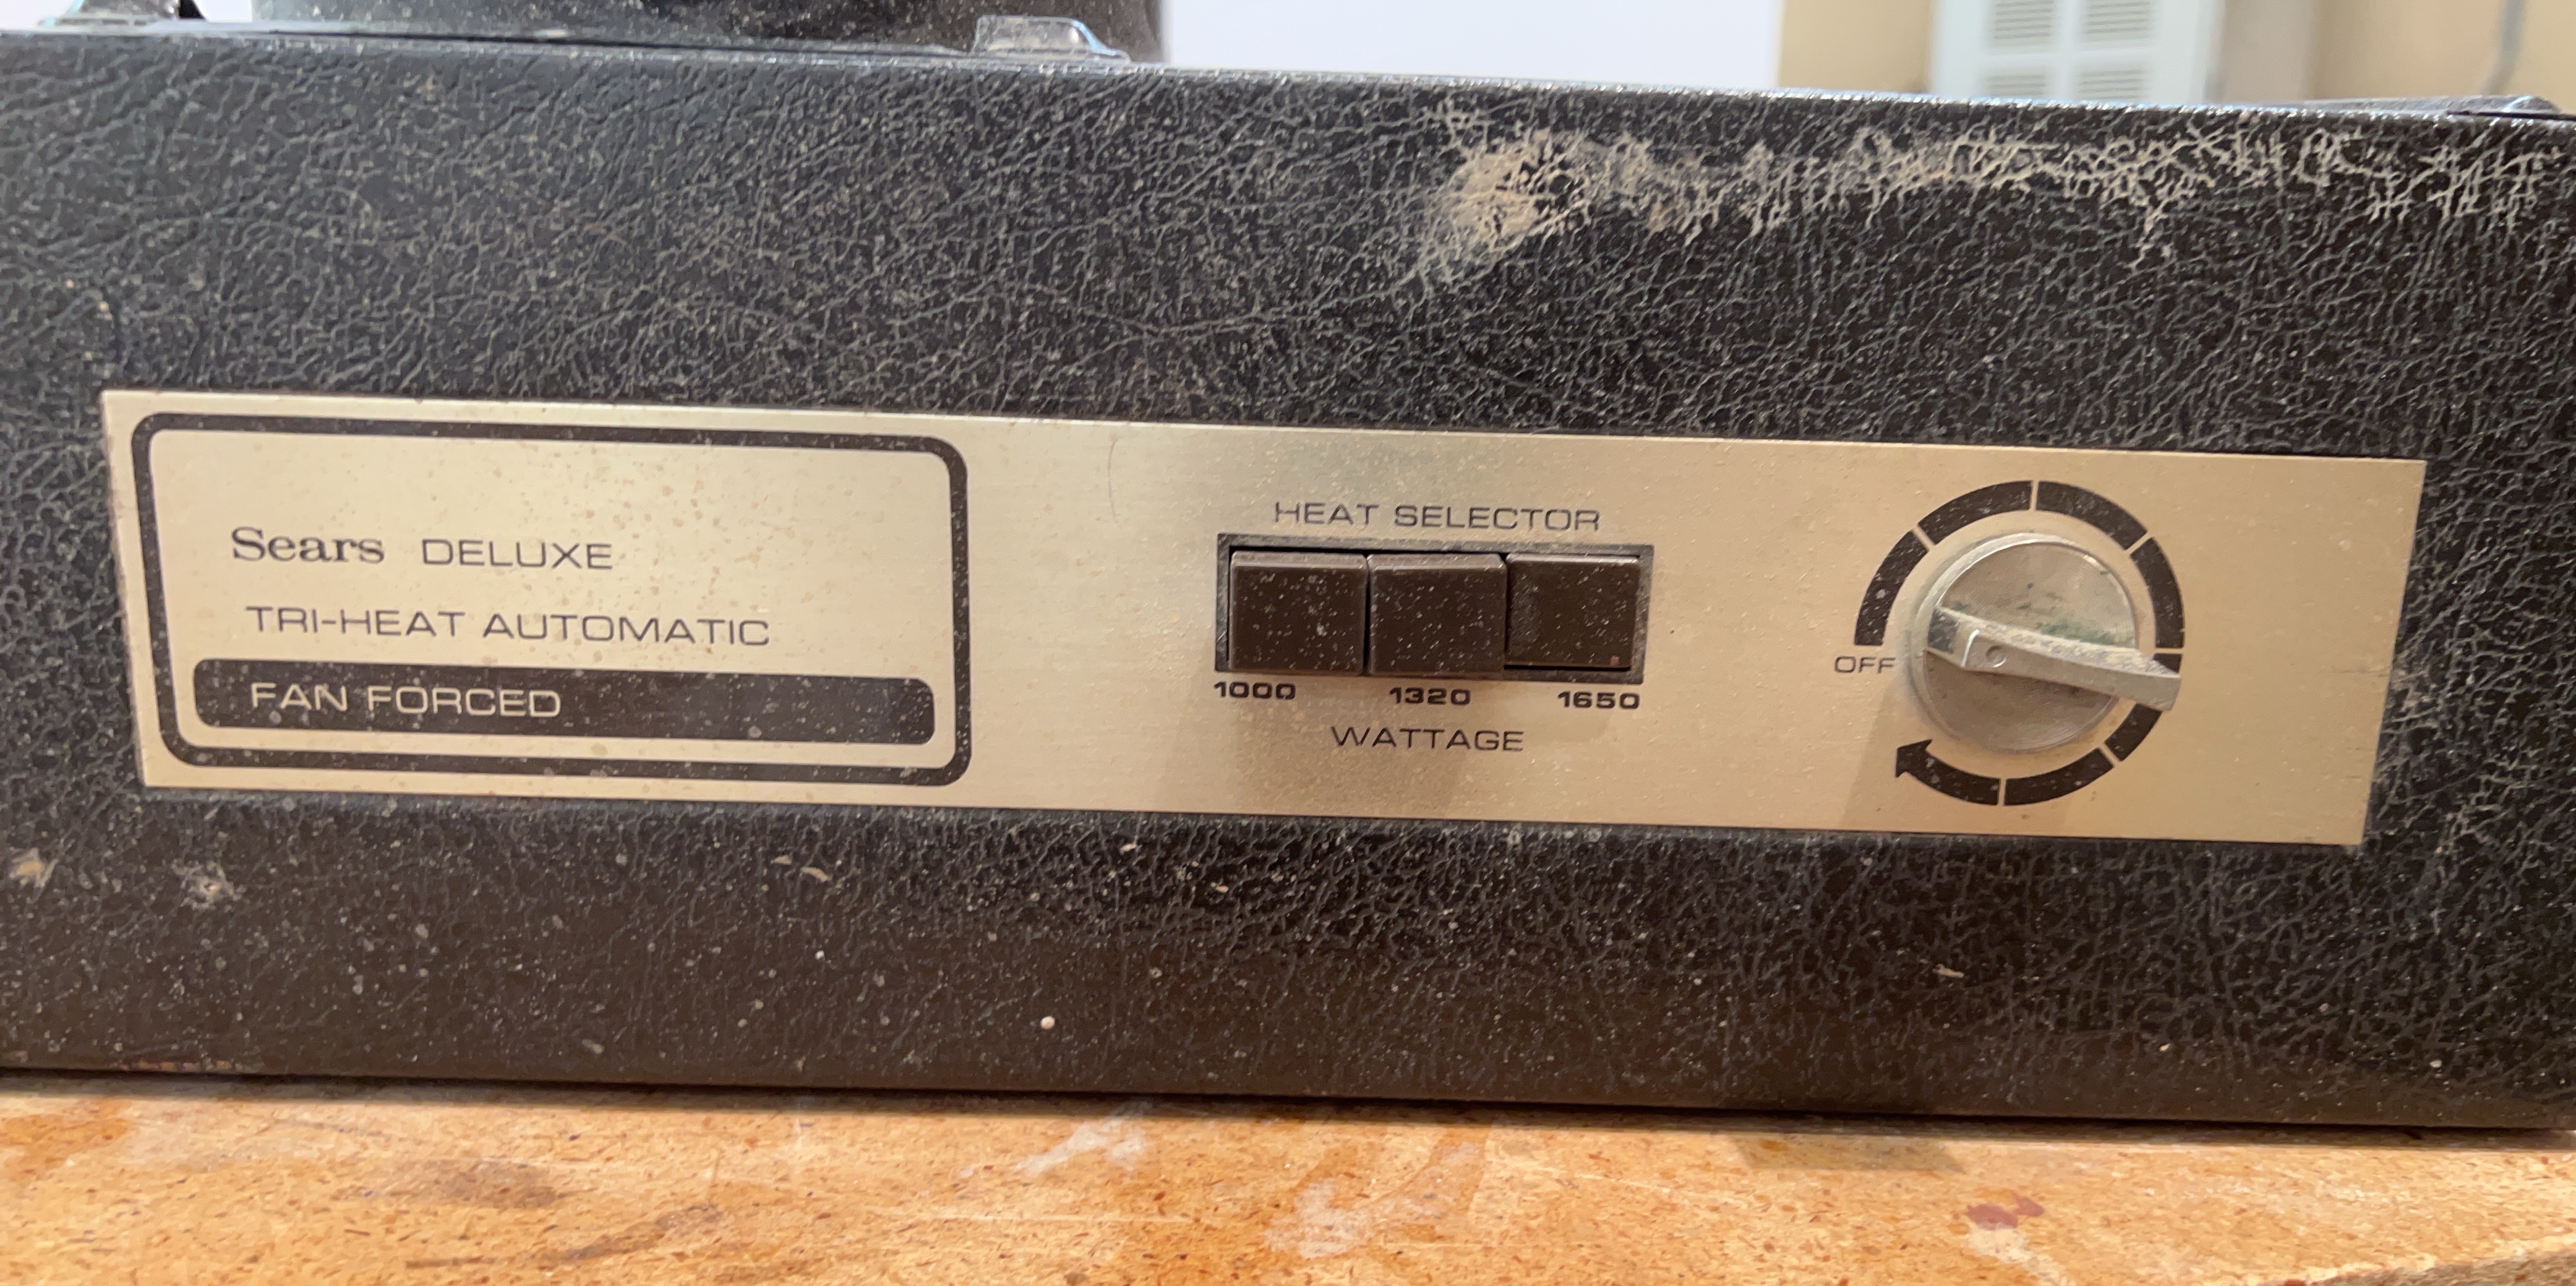 Sears DELUXE
TRI-HEAT AUTOMATIC
FAN FORCED
HEAT SELECTOR
1000 1320 1650
WATTAGE
OFF